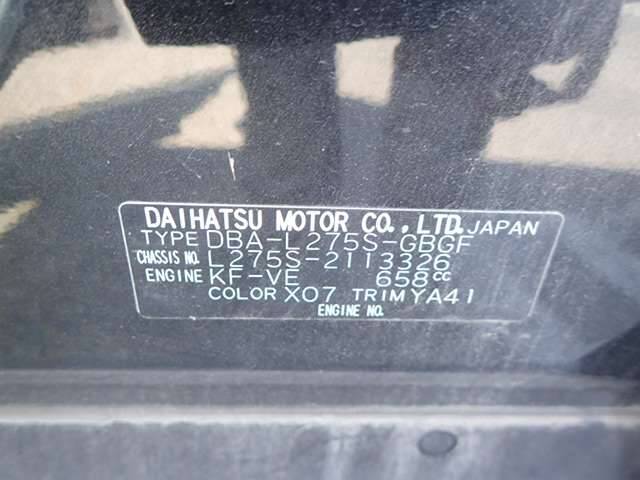 DAIHATSU MOTOR CO., LTD. JAPAN
TYPE DBA-L275S-GBGF
CHASSIS NO. L275S-2113326
ENGINE KF-VE 658cc
COLOR X07 TRIM YA41
ENGINE NO.